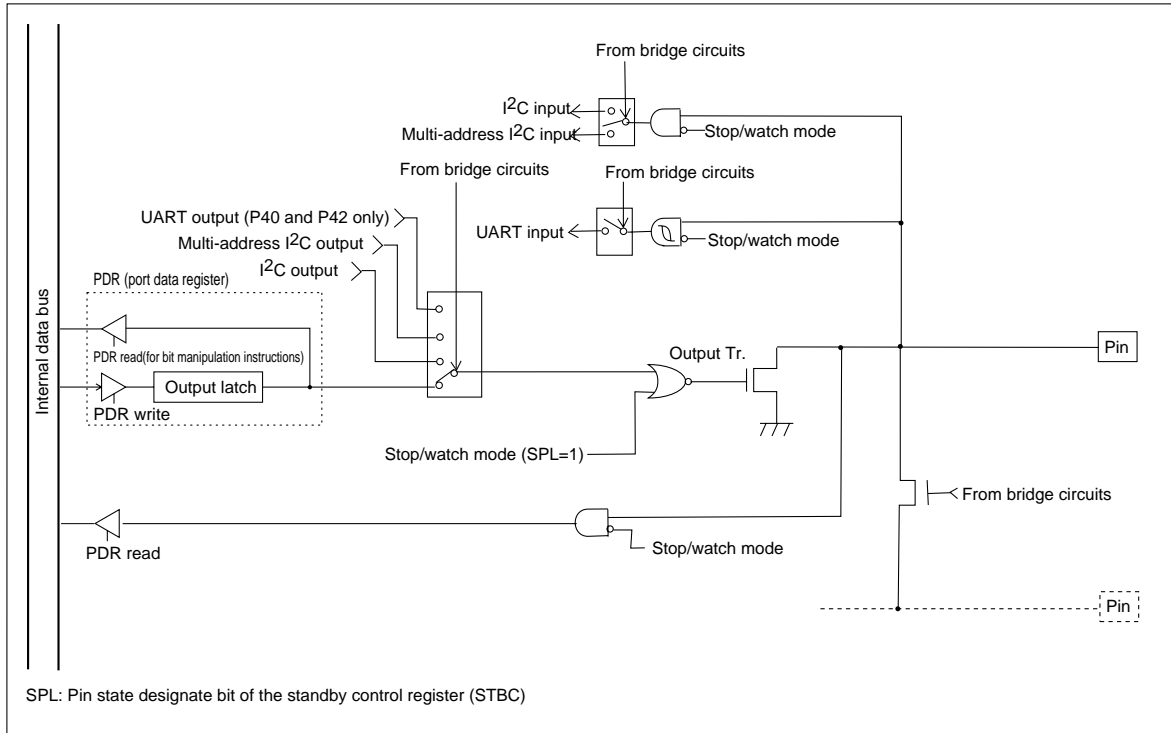 From bridge circuits
I2C input
Multi-address I2C input
Stop/watch mode
From bridge circuits
From bridge circuits
UART output (P40 and P42 only)
Multi-address I2C output
I2C output
UART input
Stop/watch mode
PDR (port data register)
Internal data bus
PDR read(for bit manipulation instructions)
Output latch
PDR write
Output Tr.
Pin
Stop/watch mode (SPL=1)
From bridge circuits
PDR read
Stop/watch mode
Pin
SPL: Pin state designate bit of the standby control register (STBC)